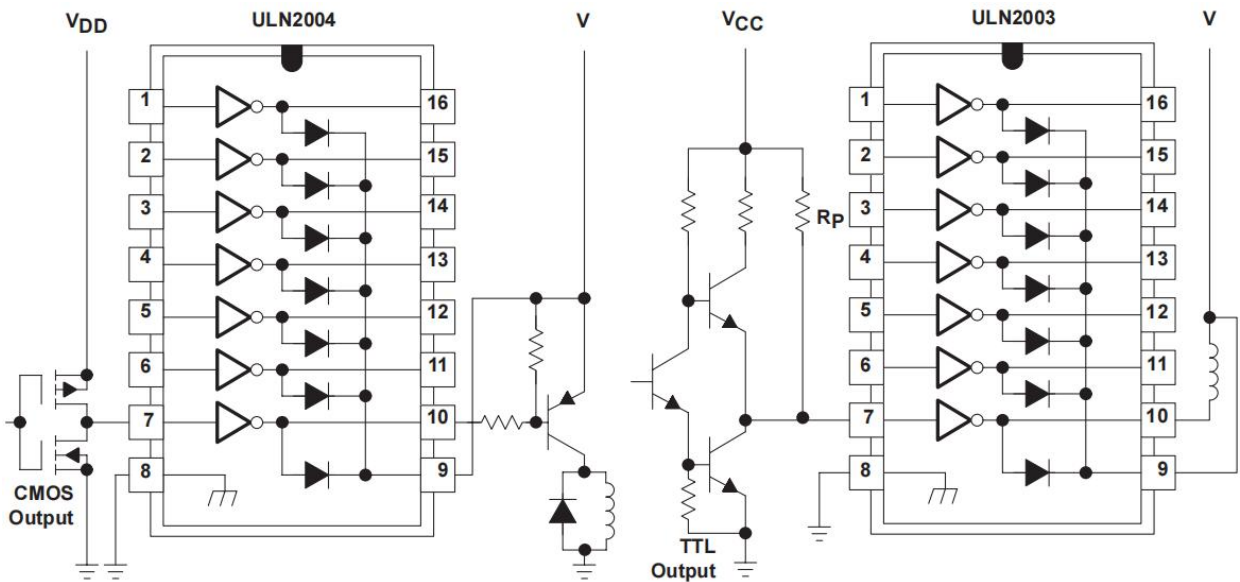 VDD ULN2004 V VCC ULN2003 V
1 16 1 16
2 15 2 15
3 14 RP 3 14
4 13 4 13
5 12 5 12
6 11 6 11
7 10 7 10
8 9 8 9
CMOS
Output
TTL
Output